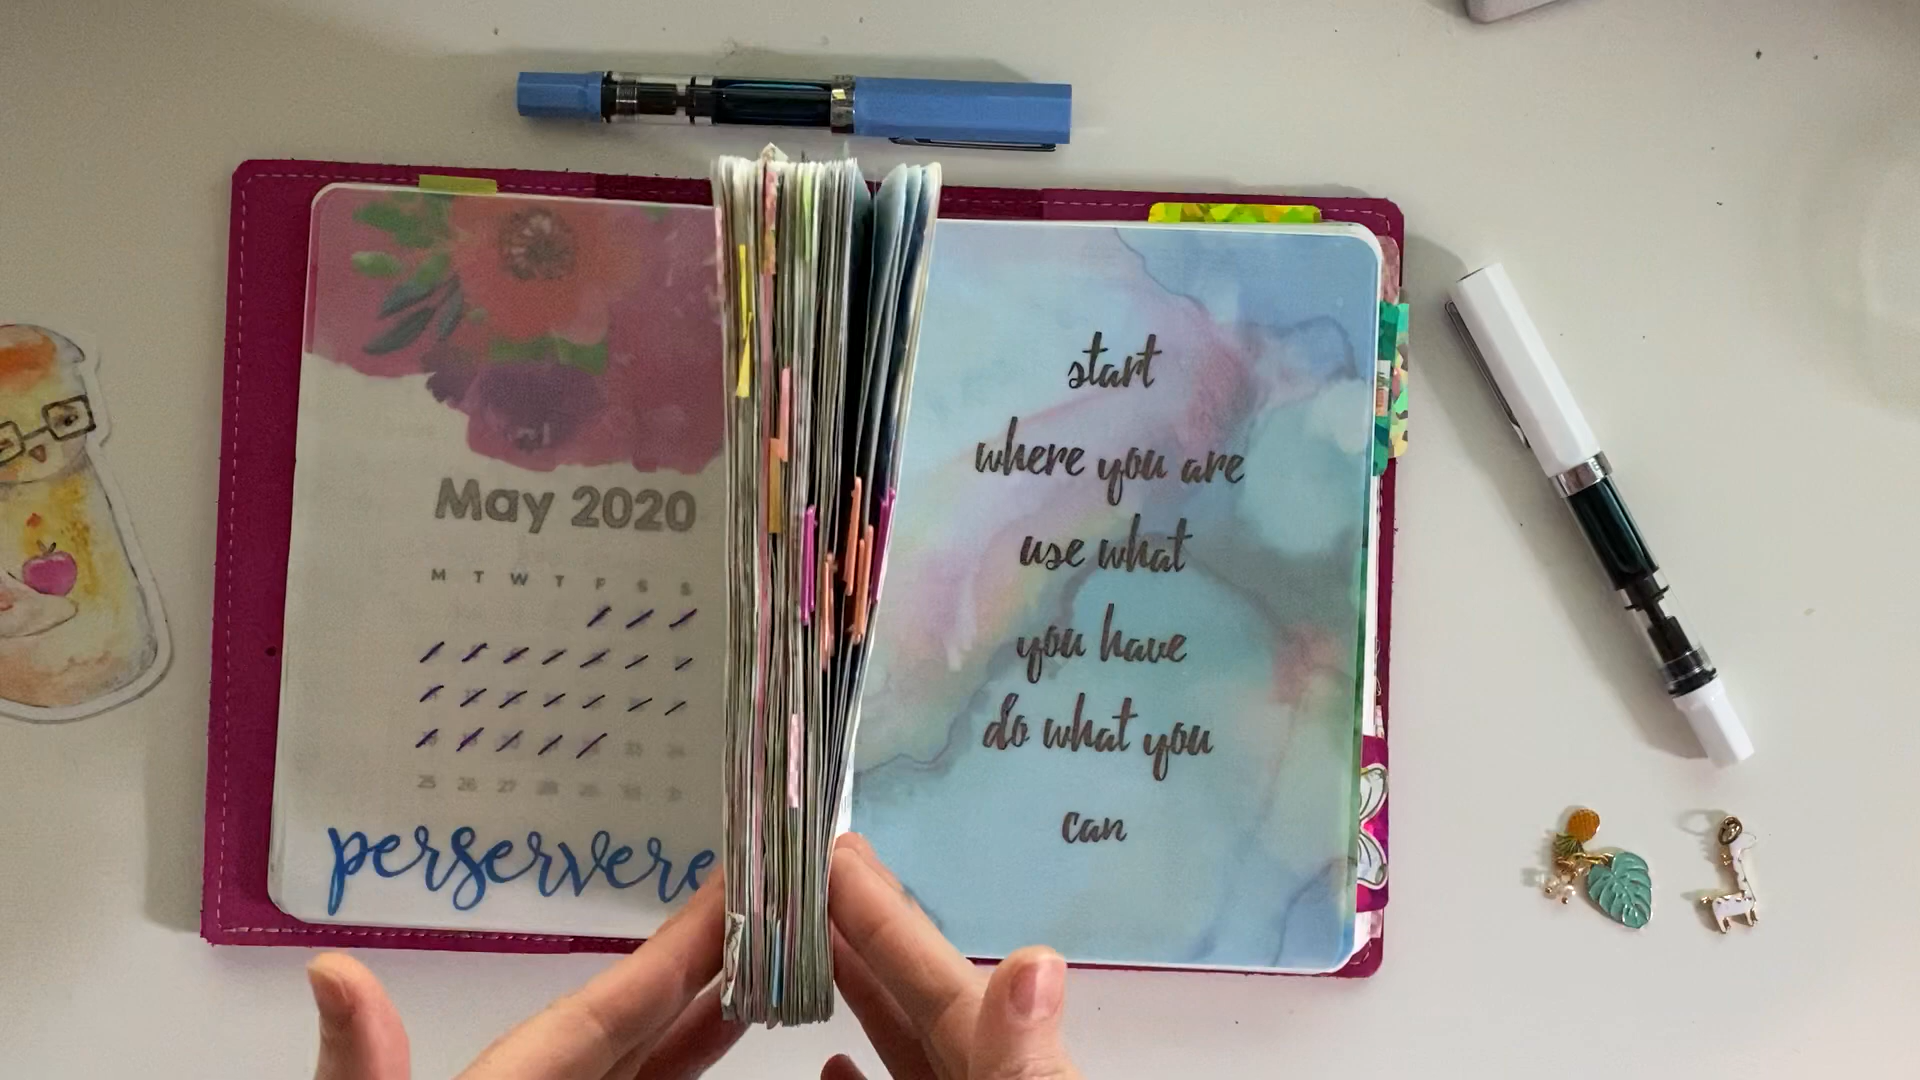 May 2020
M T W T F S S
25 26 27 28 29 30 31
perservere
start
where you are
use what
you have
do what you
can